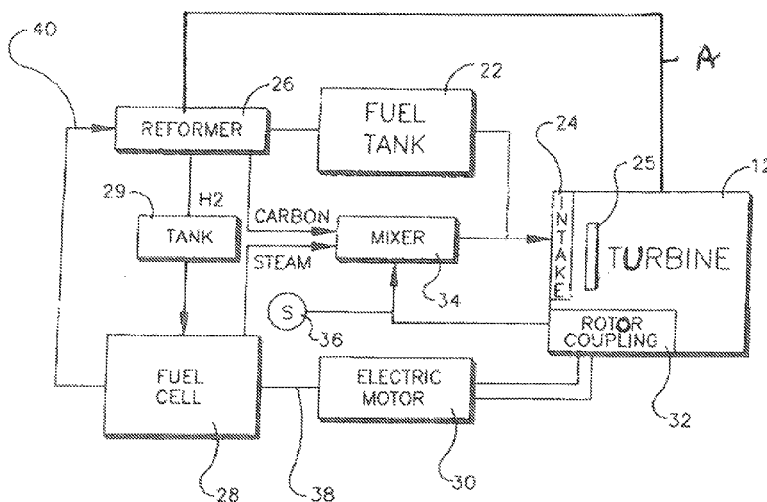 40
A
26
22
REFORMER
FUEL
TANK
24
12
25
29
H2
TANK
CARBON
STEAM
MIXER
INTAKE
TURBINE
34
S
36
ROTOR
COUPLING
FUEL
CELL
ELECTRIC
MOTOR
32
28
38
30